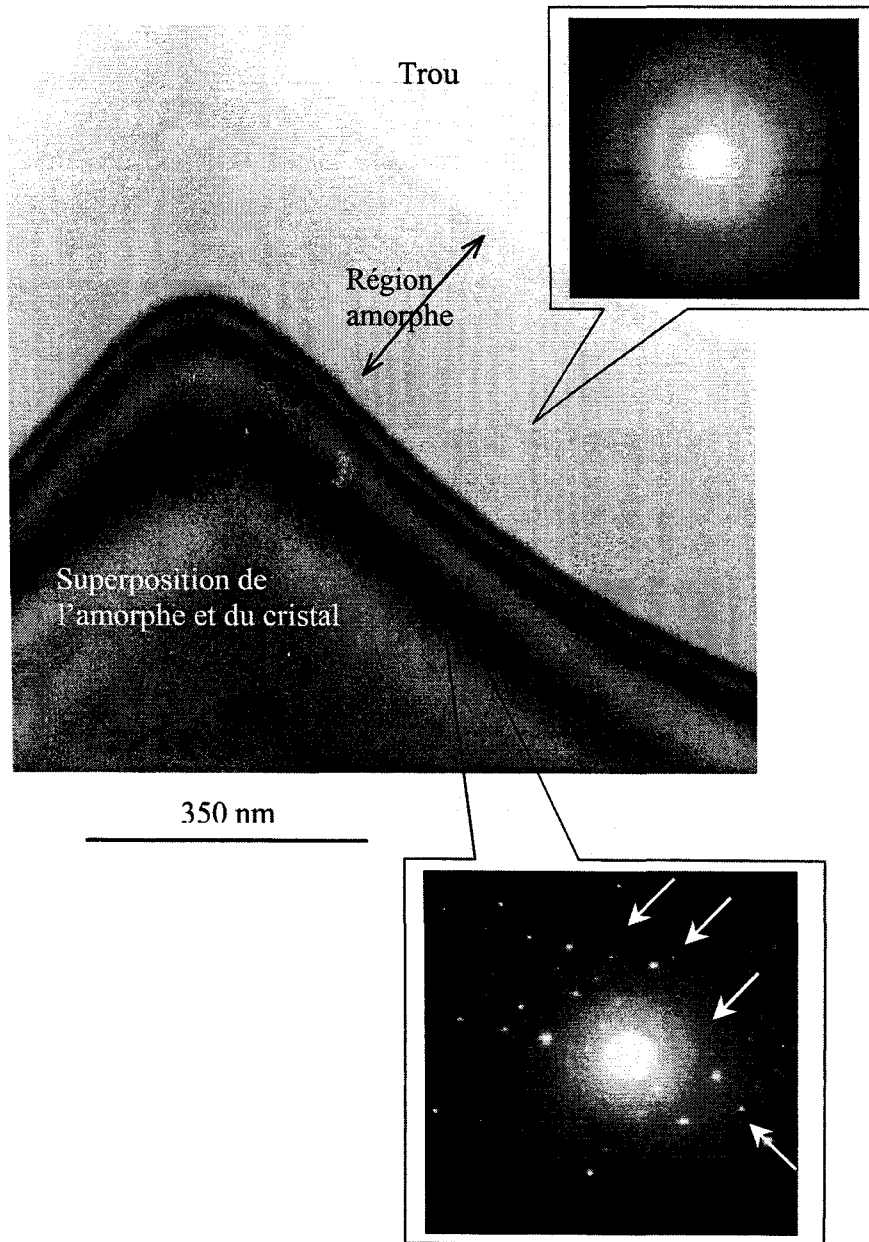 Trou
Région
amorphe
Superposition de
l'amorphe et du cristal
350 nm